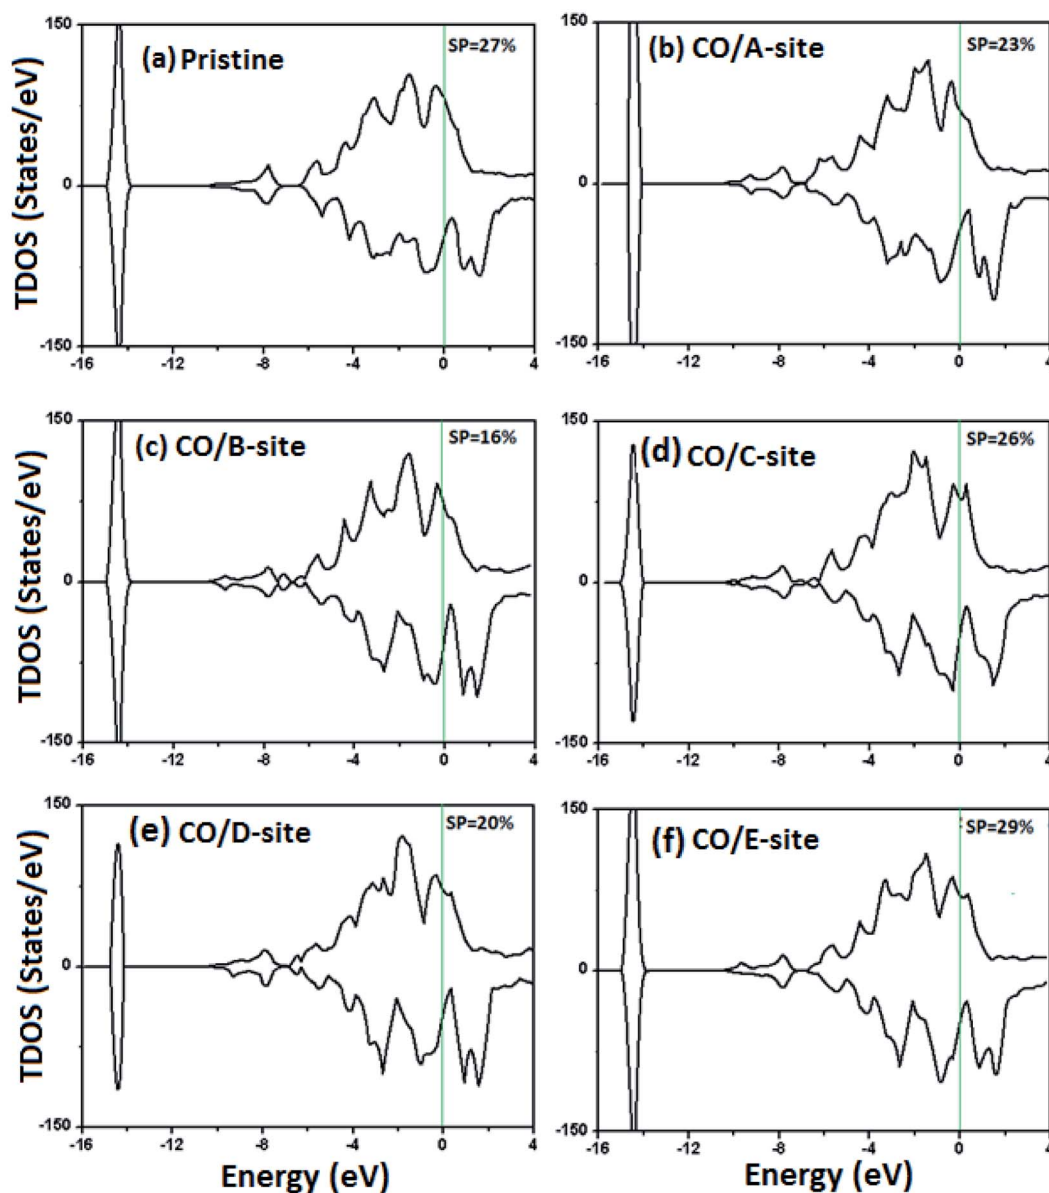 150
(a) Pristine
SP=27%
TDOS (States/eV)
0
-150
-16 -12 -8 -4 0 4
150
(b) CO/A-site
SP=23%
0
-150
-16 -12 -8 -4 0 4
150
(c) CO/B-site
SP=16%
TDOS (States/eV)
0
-150
-16 -12 -8 -4 0 4
150
(d) CO/C-site
SP=26%
0
-150
-16 -12 -8 -4 0 4
150
(e) CO/D-site
SP=20%
TDOS (States/eV)
0
-150
-16 -12 -8 -4 0 4
Energy (eV)
150
(f) CO/E-site
SP=29%
0
-150
-16 -12 -8 -4 0 4
Energy (eV)